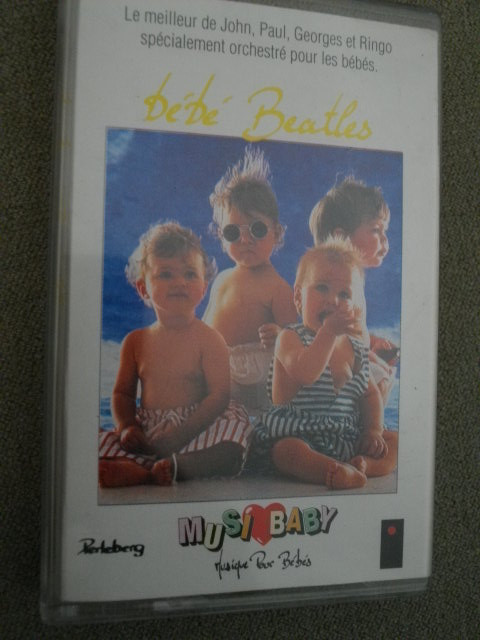 Le meilleur de John, Paul, Georges et Ringo
spécialement orchestré pour les bébés.
bébé Beatles
MUSI BABY
Musique Pour Bébés